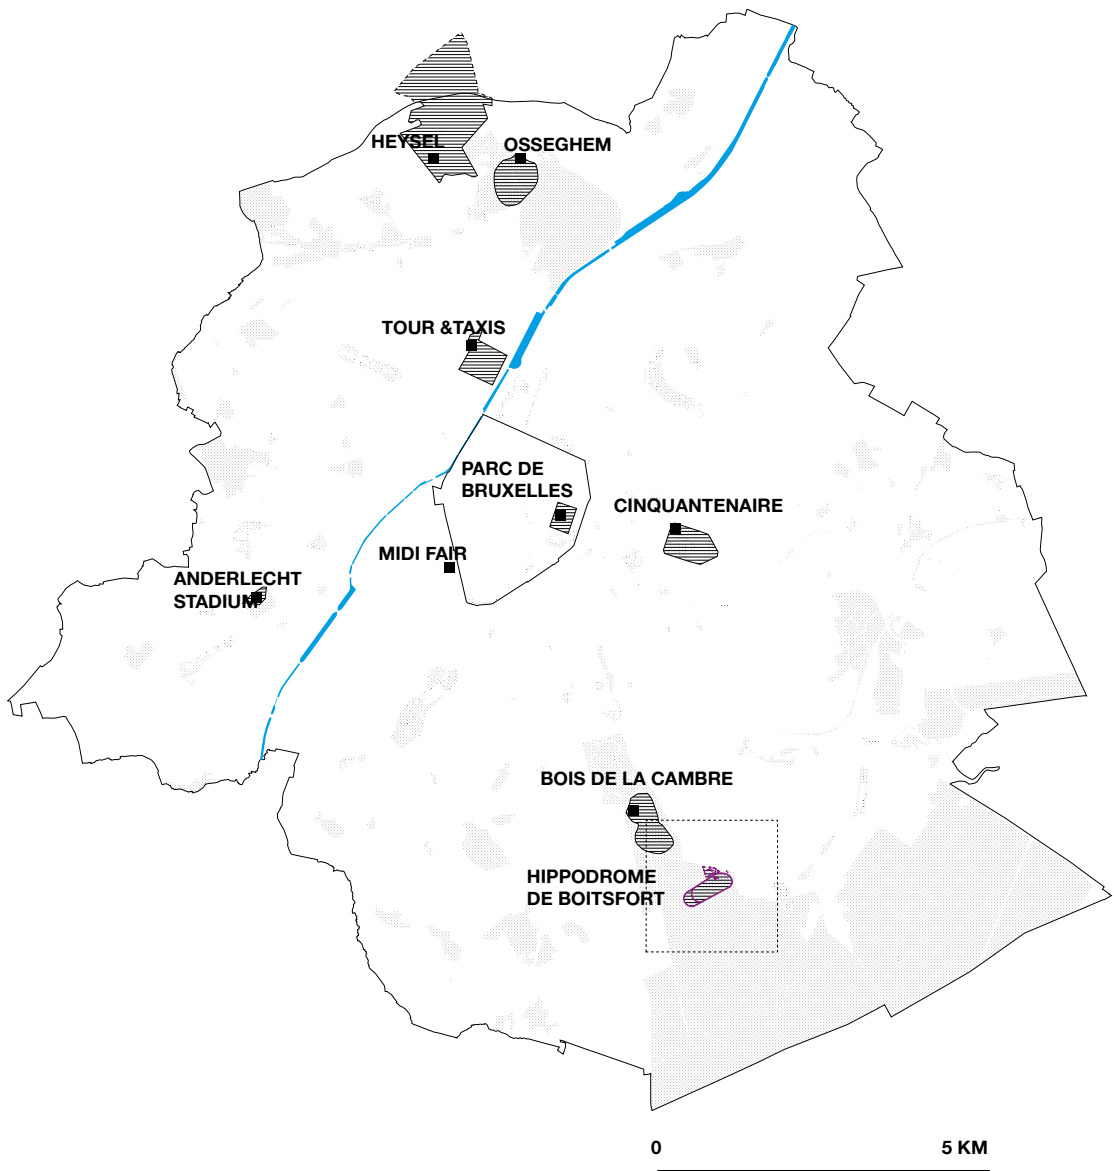 HEYSEL
OSSEGHEM
TOUR &TAXIS
PARC DE
BRUXELLES
CINQUANTENAIRE
MIDI FAIR
ANDERLECHT
STADIUM
BOIS DE LA CAMBRE
HIPPODROME
DE BOITSFORT
0 5 KM